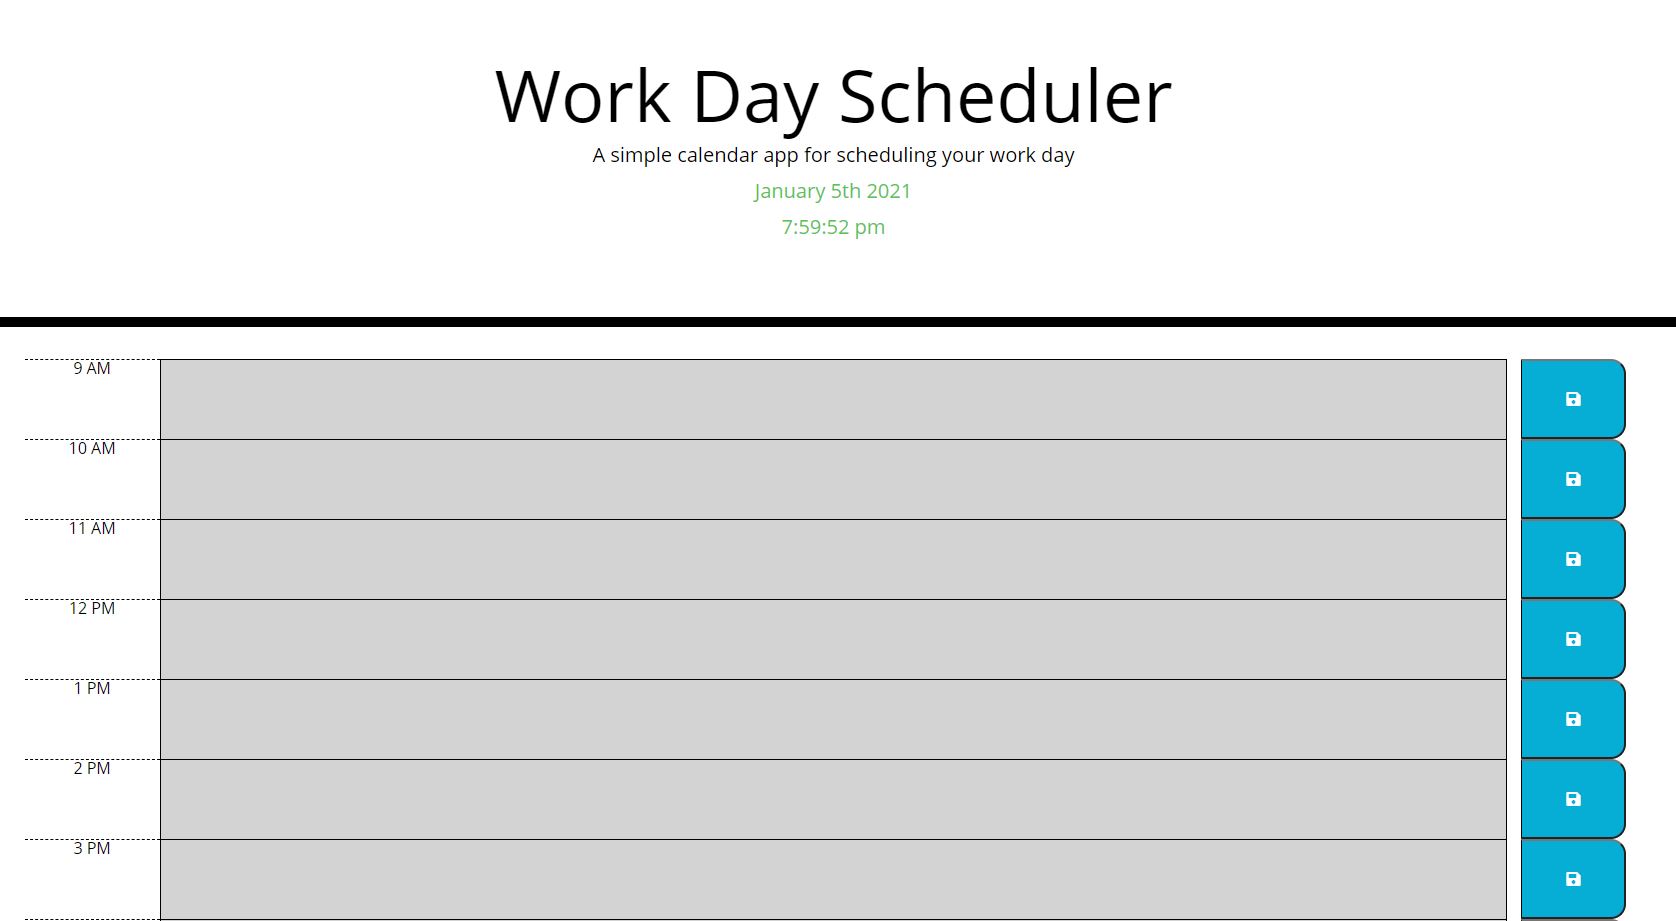 Work Day Scheduler
A simple calendar app for scheduling your work day
January 5th 2021
7:59:52 pm
9 AM
10 AM
11 AM
12 PM
1 PM
2 PM
3 PM